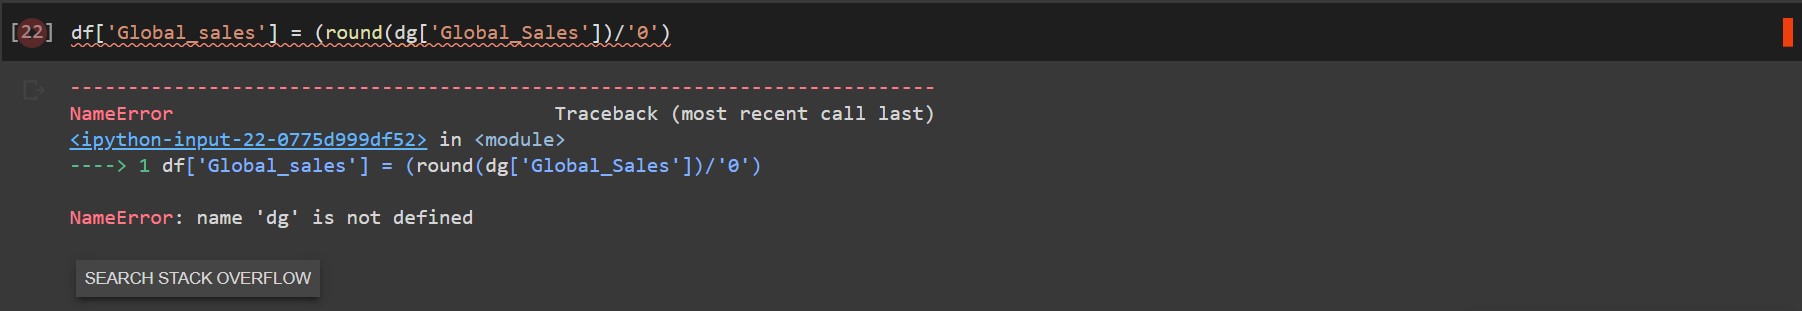 [22] df['Global_sales'] = (round(dg['Global_Sales'])/'0')
---------------------------------------------------------------------------
NameError                                 Traceback (most recent call last)
<ipython-input-22-0775d999df52> in <module>
----> 1 df['Global_sales'] = (round(dg['Global_Sales'])/'0')
NameError: name 'dg' is not defined
SEARCH STACK OVERFLOW